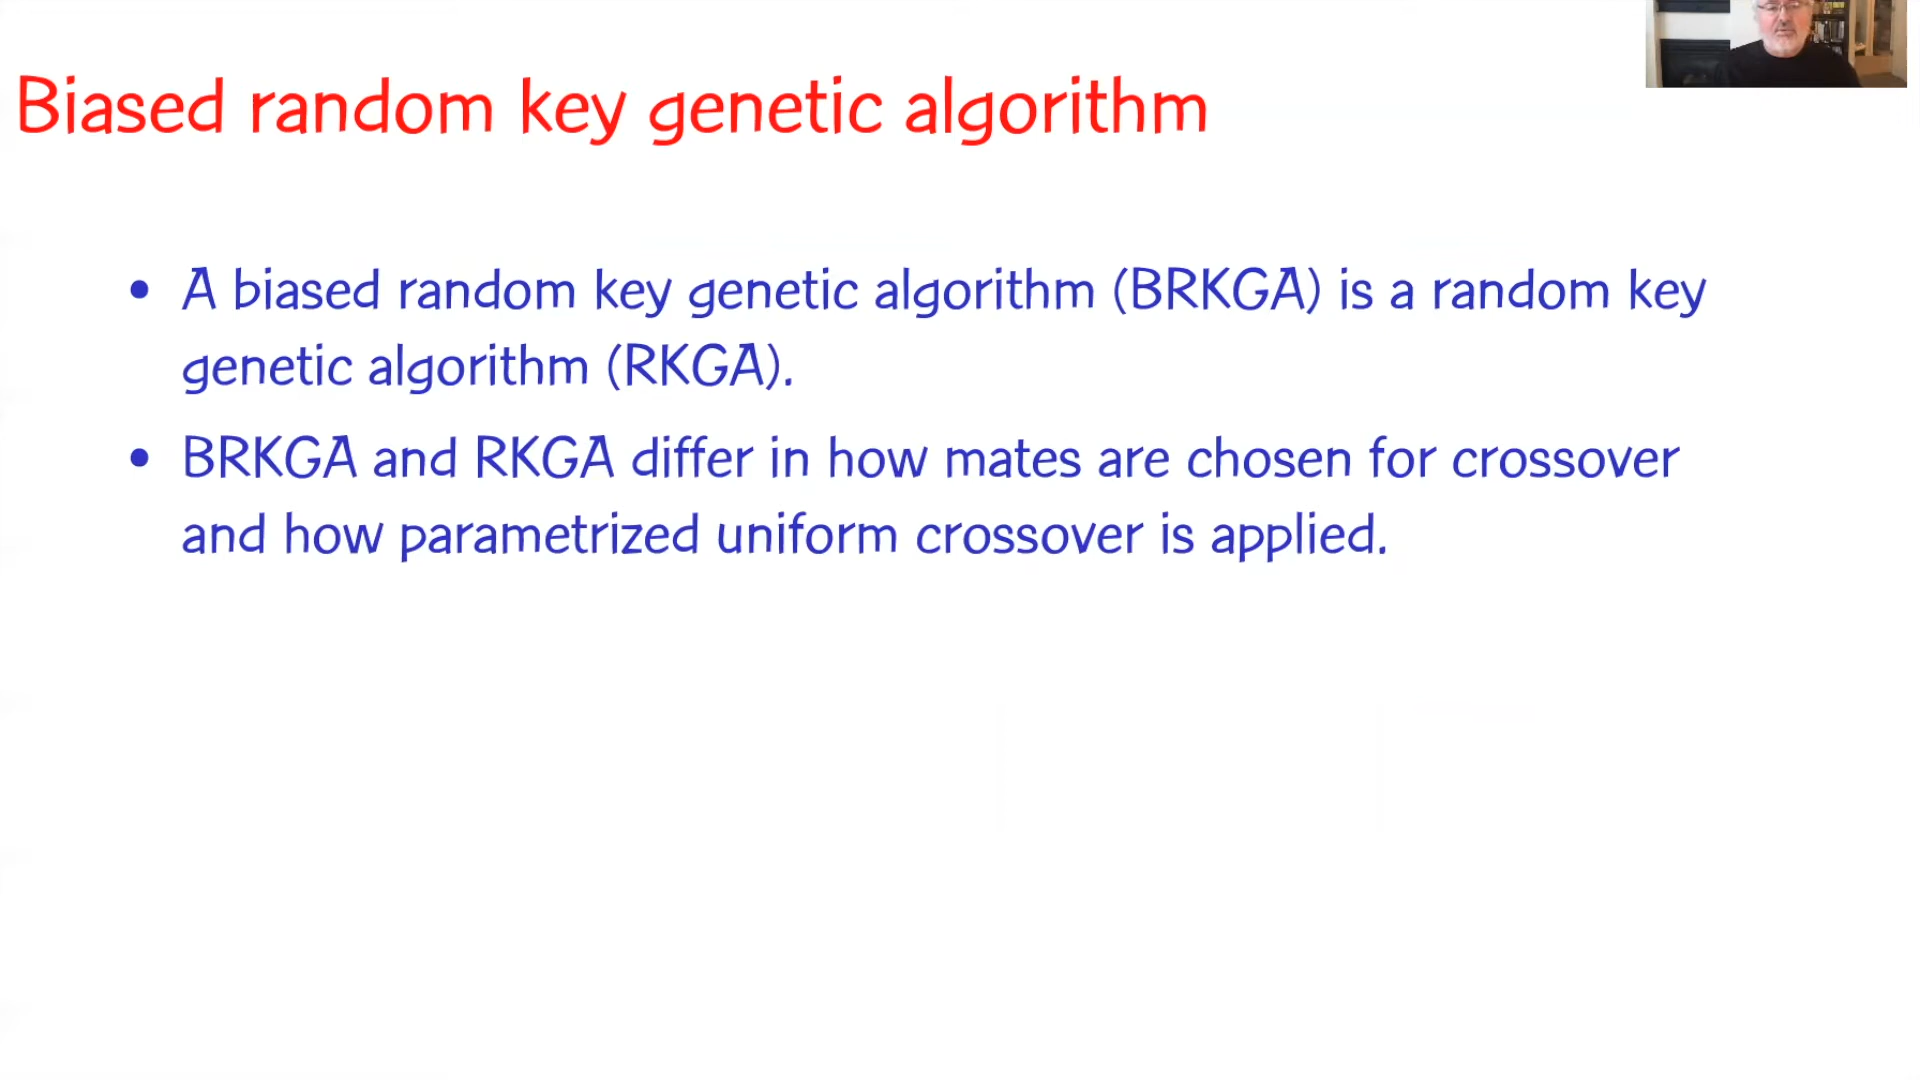 Biased random key genetic algorithm
• A biased random key genetic algorithm (BRKGA) is a random key
genetic algorithm (RKGA).
• BRKGA and RKGA differ in how mates are chosen for crossover
and how parametrized uniform crossover is applied.